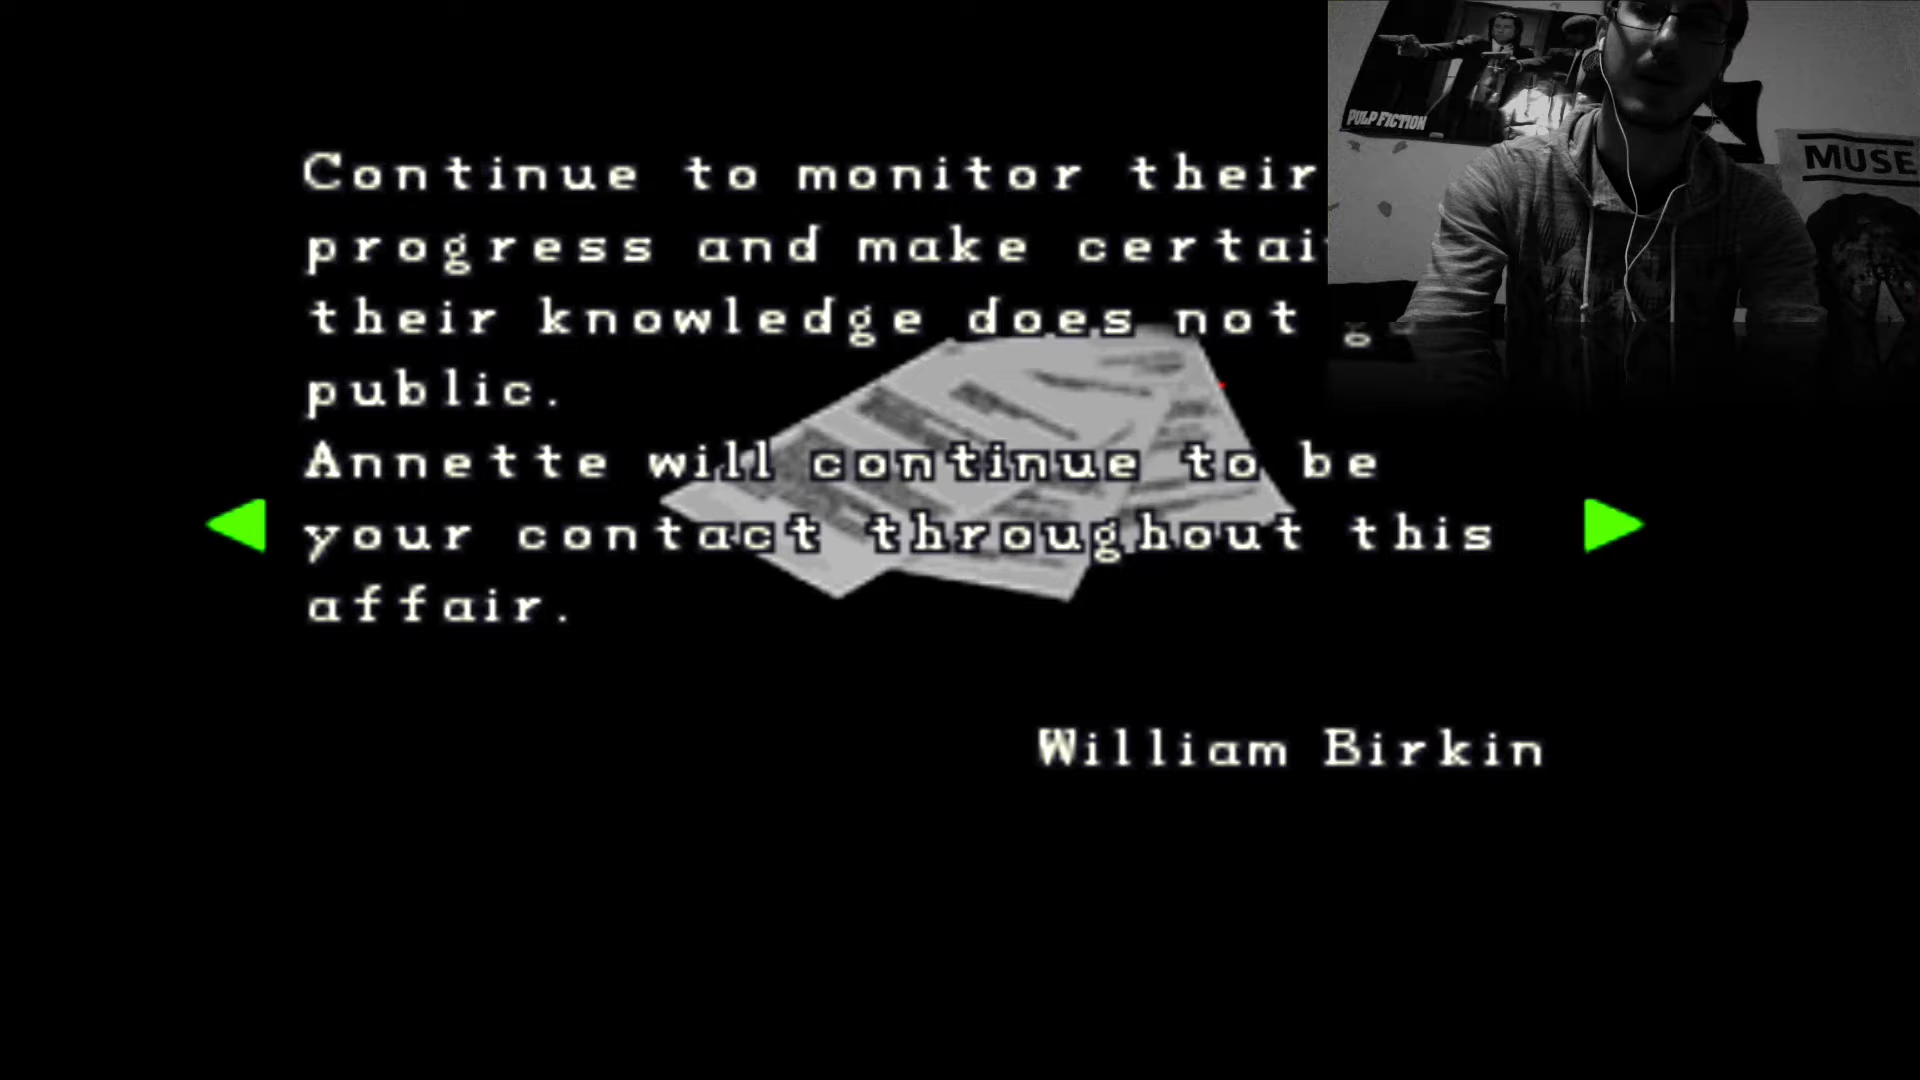 Continue to monitor their
progress and make certai
their knowledge does not g
public.
Annette will continue to be
your contact throughout this
affair.
William Birkin
PULP FICTION
MUSE